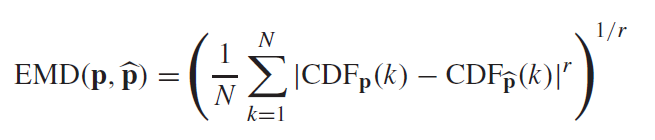 EMD(p, p̂) = ( 1/N ∑_{k=1}^{N} |CDF_p(k) − CDF_p̂(k)|^r )^{1/r}